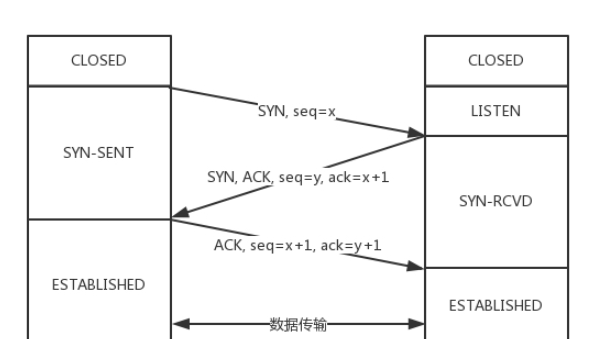 CLOSED
CLOSED
SYN, seq=x
LISTEN
SYN-SENT
SYN, ACK, seq=y, ack=x+1
SYN-RCVD
ACK, seq=x+1, ack=y+1
ESTABLISHED
ESTABLISHED
数据传输